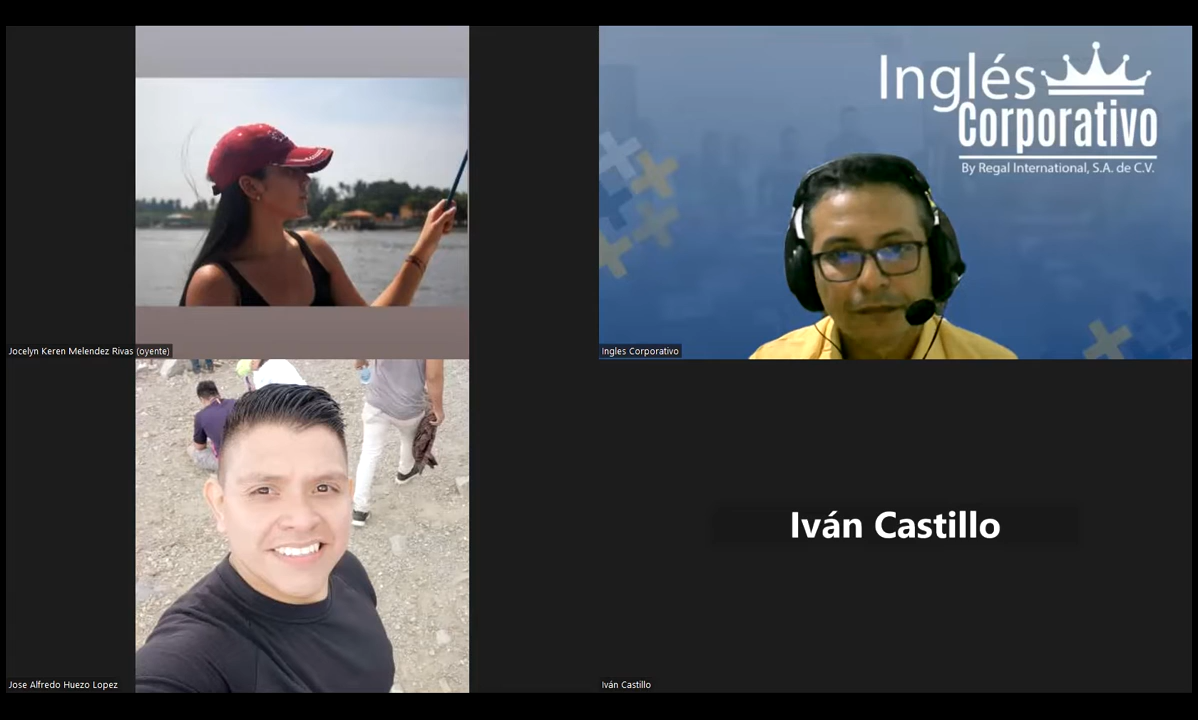 Inglés
Corporativo
By Regal International, S.A. de C.V.
Jocelyn Keren Melendez Rivas (oyente)
Ingles Corporativo
Iván Castillo
Jose Alfredo Huezo Lopez
Iván Castillo